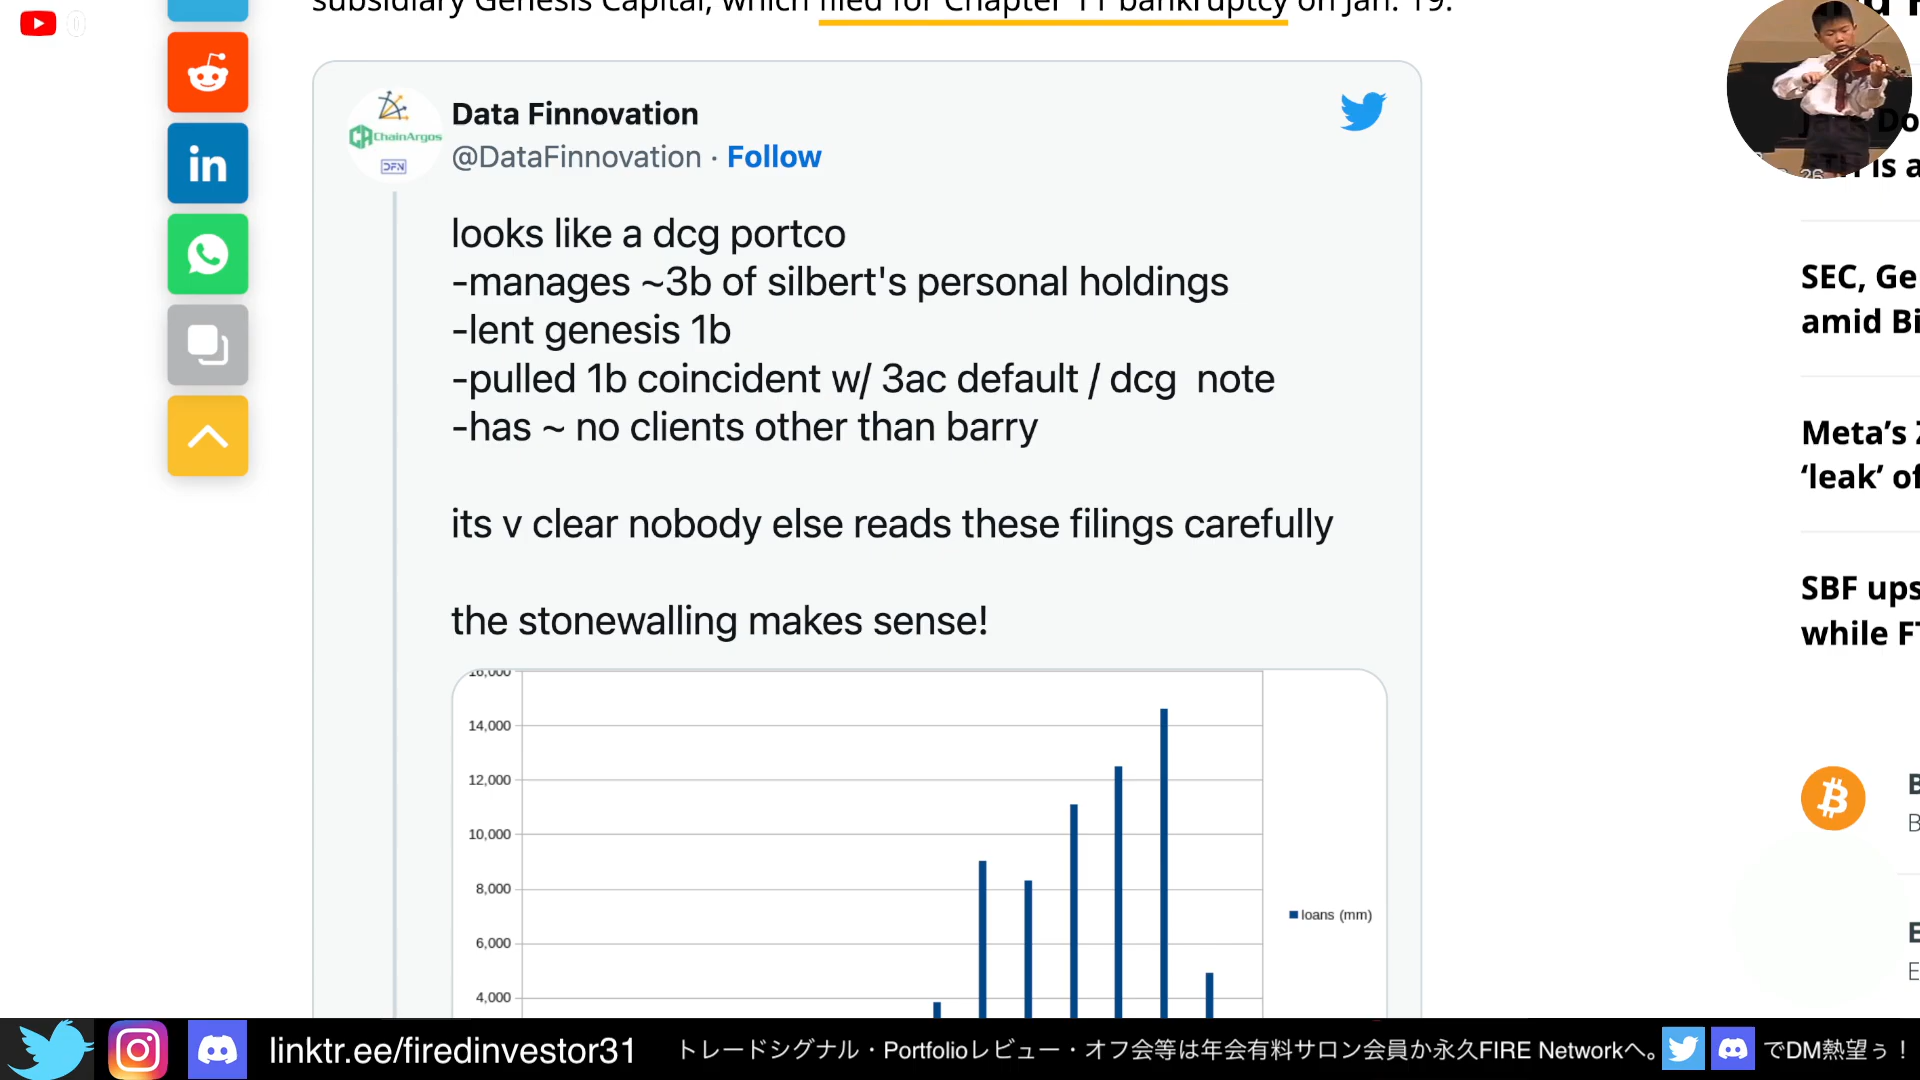 subsidiary Genesis Capital, which filed for Chapter 11 bankruptcy on Jan. 19.
0
ChainArgos
DFN
Data Finnovation
@DataFinnovation · Follow
looks like a dcg portco
-manages ~3b of silbert's personal holdings
-lent genesis 1b
-pulled 1b coincident w/ 3ac default / dcg note
-has ~ no clients other than barry
its v clear nobody else reads these filings carefully
the stonewalling makes sense!
16,000
14,000
12,000
10,000
8,000
6,000
4,000
loans (mm)
is a
SEC, Ge
amid Bi
Meta's Z
'leak' of
SBF ups
while FT
B
B
E
E
linktr.ee/firedinvestor31
トレードシグナル・Portfolioレビュー・オフ会等は年会有料サロン会員か永久FIRE Networkへ。
でDM熱望ぅ！